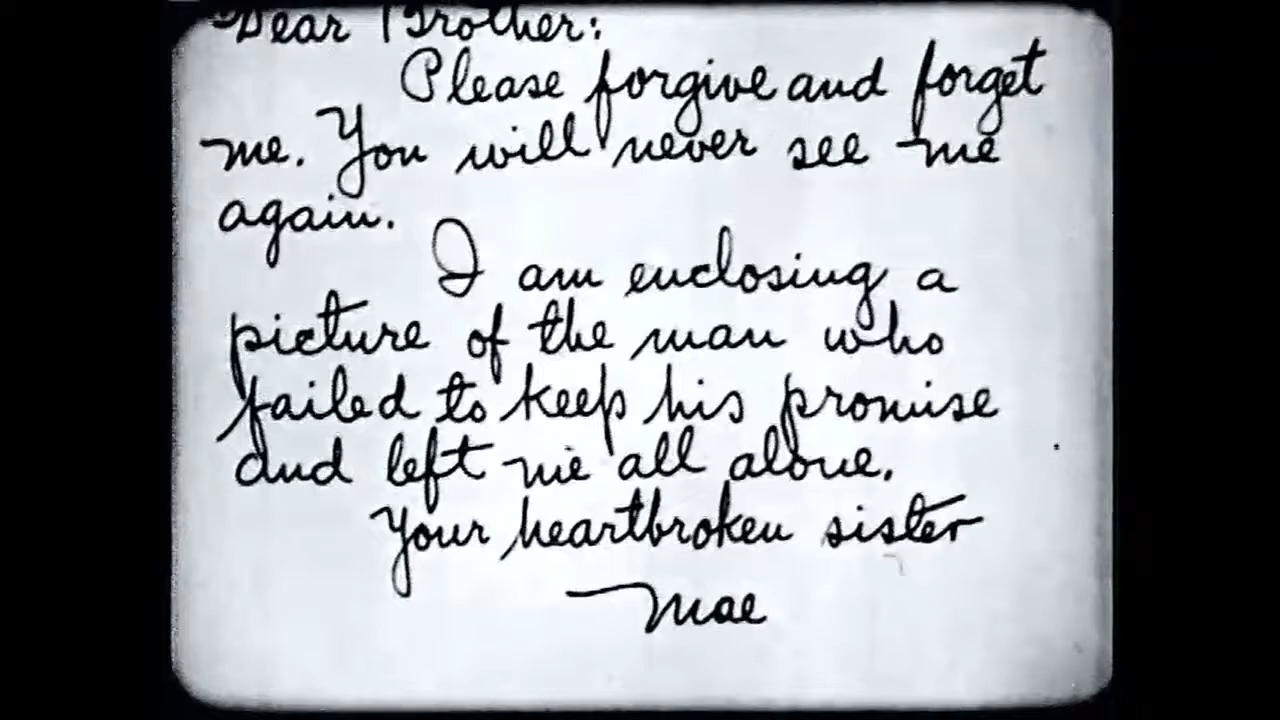 Dear Brother:
Please forgive and forget
me. You will never see me
again.
I am enclosing a
picture of the man who
failed to keep his promise
and left me all alone.
Your heartbroken sister
Mae